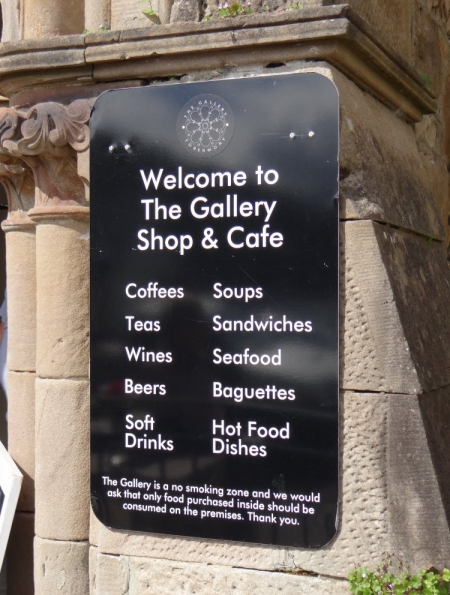 THE GALLERY
Welcome to
The Gallery
Shop & Cafe
Coffees Soups
Teas Sandwiches
Wines Seafood
Beers Baguettes
Soft Hot Food
Drinks Dishes
The Gallery is a no smoking zone and we would
ask that only food purchased inside should be
consumed on the premises. Thank you.